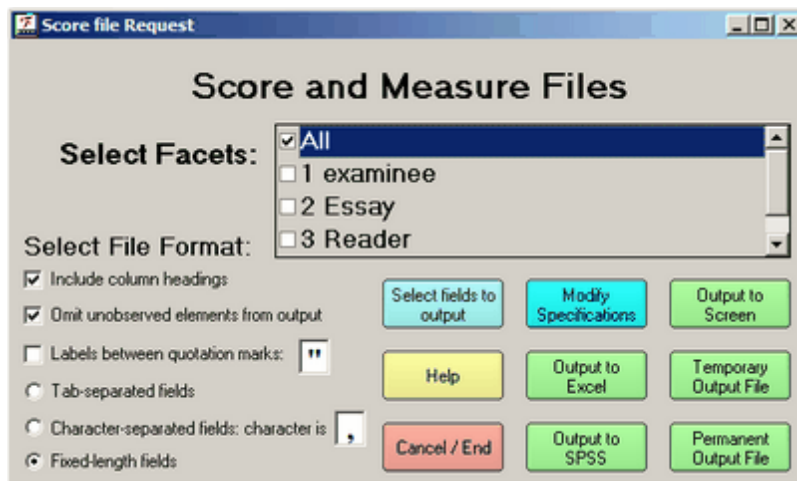 Score file Request
Score and Measure Files
Select Facets:
All
1 examinee
2 Essay
3 Reader
Select File Format:
Include column headings
Omit unobserved elements from output
Labels between quotation marks: "
Tab-separated fields
Character-separated fields: character is ,
Fixed-length fields
Select fields to
output
Modify
Specifications
Output to
Screen
Help
Output to
Excel
Temporary
Output File
Cancel / End
Output to
SPSS
Permanent
Output File